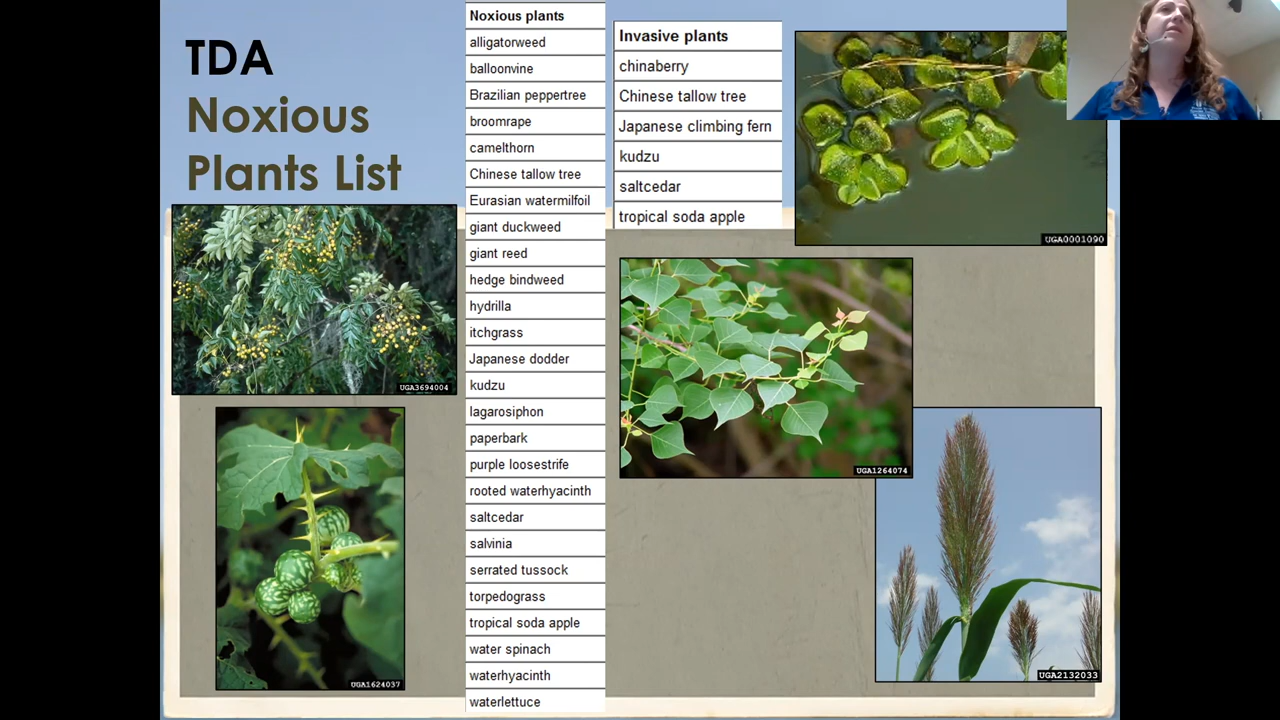 TDA
Noxious
Plants List
Noxious plants
alligatorweed
balloonvine
Brazilian peppertree
broomrape
camelthorn
Chinese tallow tree
Eurasian watermilfoil
giant duckweed
giant reed
hedge bindweed
hydrilla
itchgrass
Japanese dodder
kudzu
lagarosiphon
paperbark
purple loosestrife
rooted waterhyacinth
saltcedar
salvinia
serrated tussock
torpedograss
tropical soda apple
water spinach
waterhyacinth
waterlettuce
Invasive plants
chinaberry
Chinese tallow tree
Japanese climbing fern
kudzu
saltcedar
tropical soda apple
UGA0001090
UGA3694004
UGA1264074
UGA1624037
UGA2132033